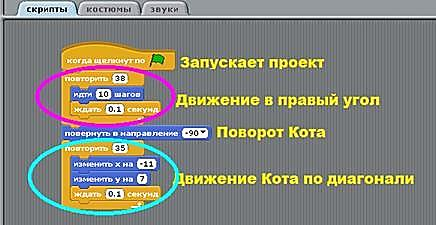 скрипты костюмы звуки
когда щелкнут по Запускает проект
повторить 38
идти 10 шагов
ждать 0.1 секунд Движение в правый угол
повернуть в направление -90 Поворот Кота
повторить 35
изменить х на -11
изменить у на 7 Движение Кота по диагонали
ждать 0.1 секунд